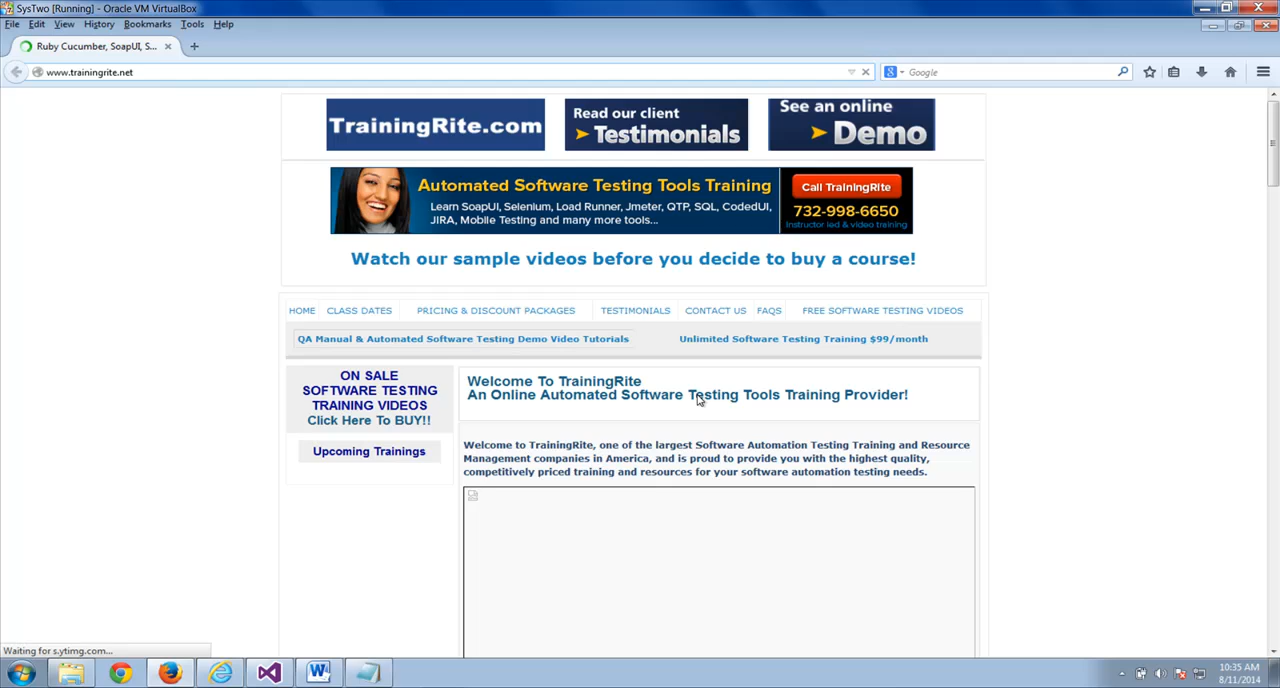 SysTwo [Running] - Oracle VM VirtualBox
File Edit View History Bookmarks Tools Help
Ruby Cucumber, SoapUI, S...
www.trainingrite.net
Google
TrainingRite.com
Read our client
Testimonials
See an online
Demo
Automated Software Testing Tools Training
Learn SoapUI, Selenium, Load Runner, Jmeter, QTP, SQL, CodedUI,
JIRA, Mobile Testing and many more tools...
Call TrainingRite
732-998-6650
instructor led & video training
Watch our sample videos before you decide to buy a course!
HOME CLASS DATES PRICING & DISCOUNT PACKAGES TESTIMONIALS CONTACT US FAQS FREE SOFTWARE TESTING VIDEOS
QA Manual & Automated Software Testing Demo Video Tutorials Unlimited Software Testing Training $99/month
ON SALE
SOFTWARE TESTING
TRAINING VIDEOS
Click Here To BUY!!
Upcoming Trainings
Welcome To TrainingRite
An Online Automated Software Testing Tools Training Provider!
Welcome to TrainingRite, one of the largest Software Automation Testing Training and Resource
Management companies in America, and is proud to provide you with the highest quality,
competitively priced training and resources for your software automation testing needs.
Waiting for s.ytimg.com...
10:35 AM
8/11/2014